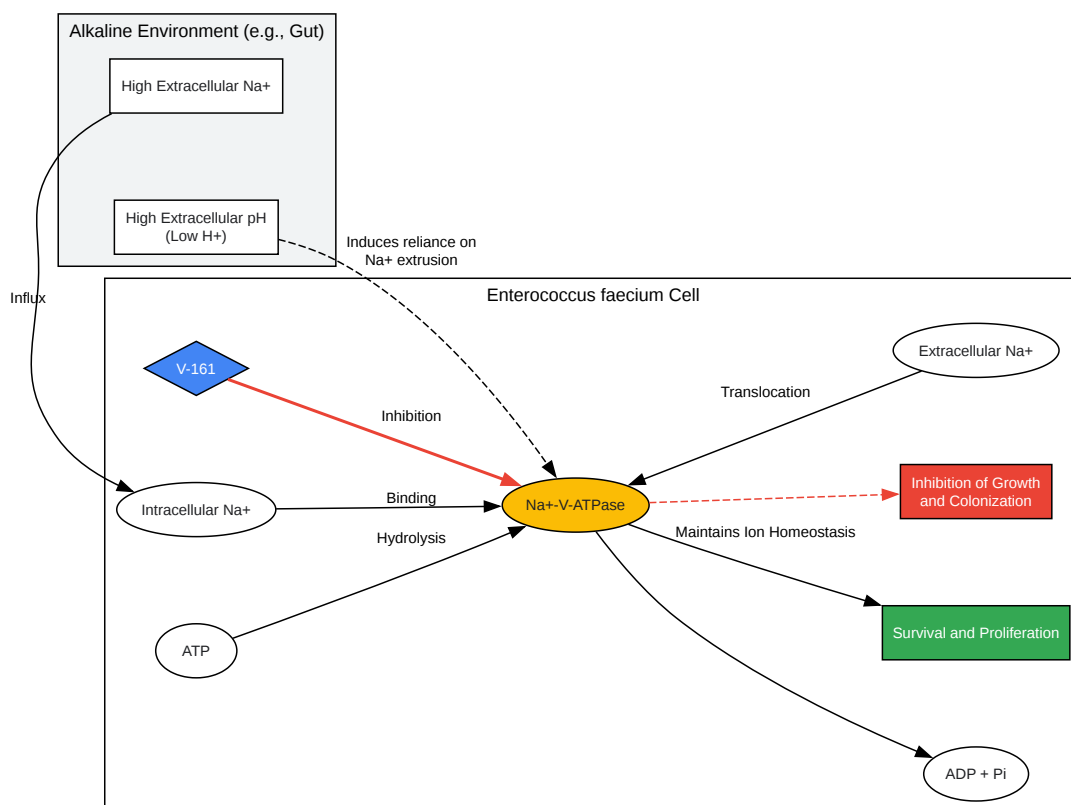 Alkaline Environment (e.g., Gut)
High Extracellular Na+
High Extracellular pH
(Low H+)
Induces reliance on
Na+ extrusion
Influx
Enterococcus faecium Cell
V-161
Extracellular Na+
Translocation
Inhibition
Inhibition of Growth
and Colonization
Binding
Intracellular Na+
Na+-V-ATPase
Hydrolysis
Maintains Ion Homeostasis
Survival and Proliferation
ATP
ADP + Pi